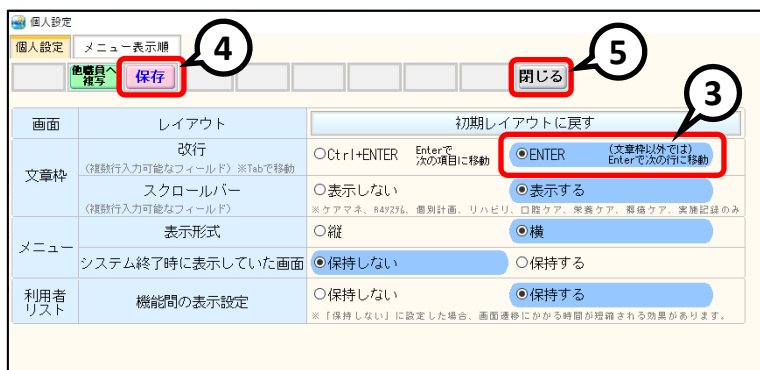 個人設定
個人設定 メニュー表示順
④ ⑤
他職員へ複写 保存 閉じる
③
画面 レイアウト 初期レイアウトに戻す
文章枠 改行 (複数行入力可能なフィールド) ※Tabで移動 Ctrl+ENTER Enterで次の項目に移動 ENTER (文章枠以外では)Enterで次の行に移動
スクロールバー (複数行入力可能なフィールド) 表示しない 表示する
※ケアマネ、R4システム、個別計画、リハビリ、口腔ケア、栄養ケア、褥瘡ケア、実施記録のみ
メニュー 表示形式 縦 横
システム終了時に表示していた画面 保持しない 保持する
利用者リスト 機能間の表示設定 保持しない 保持する
※「保持しない」に設定した場合、画面遷移にかかる時間が短縮される効果があります。